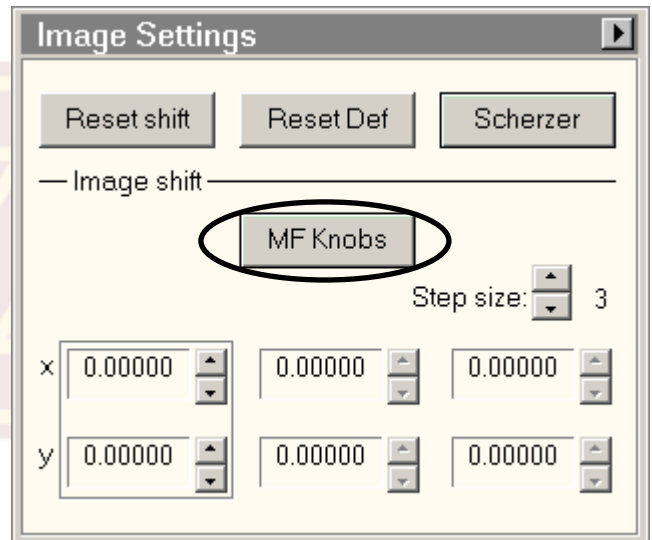 Image Settings
Reset shift Reset Def Scherzer
Image shift
MF Knobs
Step size: 3
x 0.00000 0.00000 0.00000
y 0.00000 0.00000 0.00000